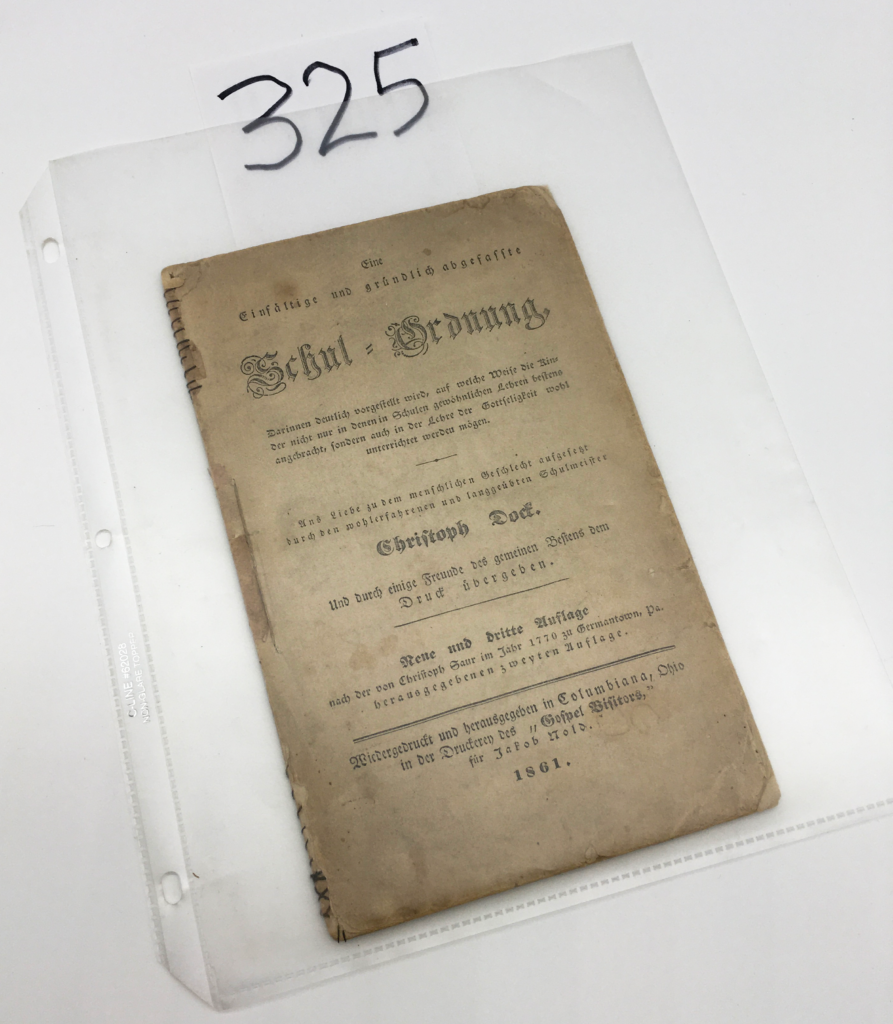 325
Eine
Einfältige und gründlich abgefasste
Schul = Ordnung,
Darinnen deutlich vorgestellt wird, auf welche Weise die Kin=
der nicht nur in denen in Schulen gewöhnlichen Lehren bestens
angebracht, sondern auch in der Lehre der Gottseligkeit wohl
unterrichtet werden mögen.
Aus Liebe zu dem menschlichen Geschlecht aufgesetzt
durch den wohlerfahrenen und langgeübten Schulmeister
Christoph Dock.
Und durch einige Freunde des gemeinen Bestens dem
Druck übergeben.
Neue und dritte Auflage
nach der von Christoph Saur im Jahr 1770 zu Germantown, Pa.
herausgegebenen zweyten Auflage.
Wiedergedruckt und herausgegeben in Columbiana, Ohio
in der Druckerey des "Gospel Visitors,"
für Jakob Nold.
1861.
C-LINE #62028